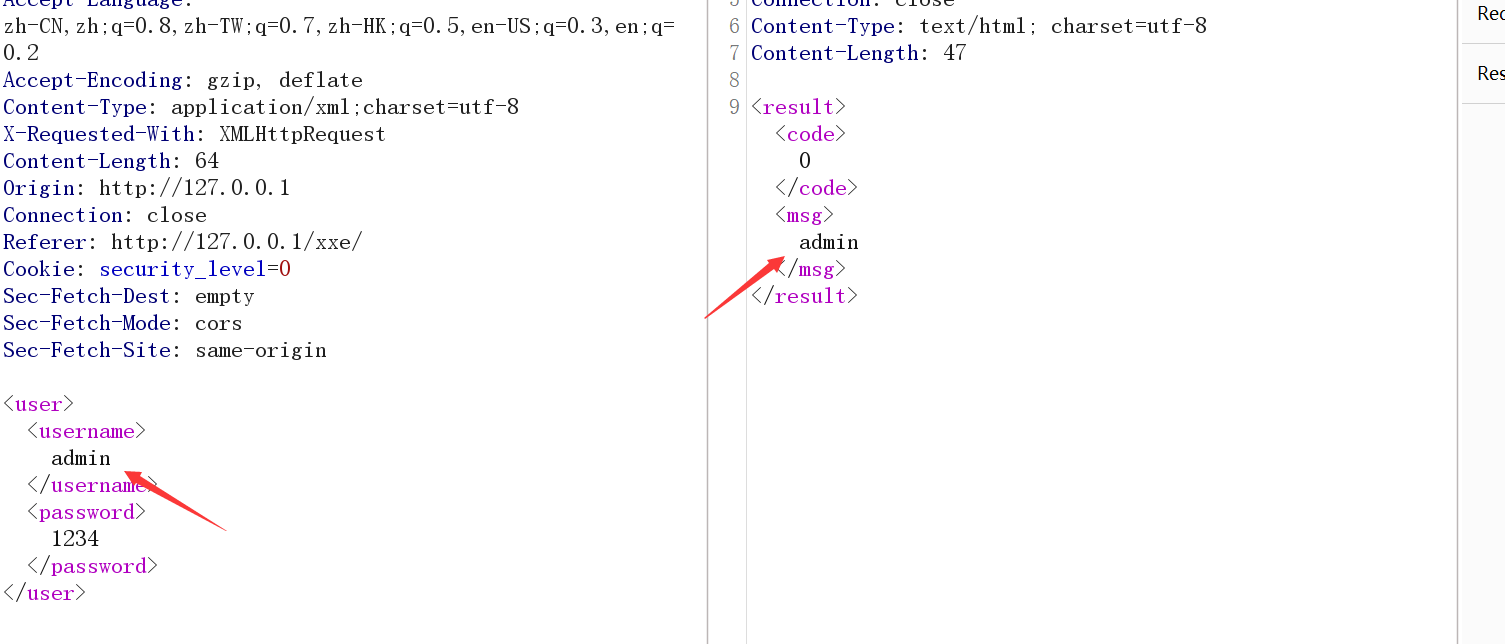 Accept-Language:
zh-CN,zh;q=0.8,zh-TW;q=0.7,zh-HK;q=0.5,en-US;q=0.3,en;q=
0.2
Accept-Encoding: gzip, deflate
Content-Type: application/xml;charset=utf-8
X-Requested-With: XMLHttpRequest
Content-Length: 64
Origin: http://127.0.0.1
Connection: close
Referer: http://127.0.0.1/xxe/
Cookie: security_level=0
Sec-Fetch-Dest: empty
Sec-Fetch-Mode: cors
Sec-Fetch-Site: same-origin
<user>
<username>
admin
</username>
<password>
1234
</password>
</user>
5 Connection: close
6 Content-Type: text/html; charset=utf-8
7 Content-Length: 47
8
9 <result>
<code>
0
</code>
<msg>
admin
</msg>
</result>